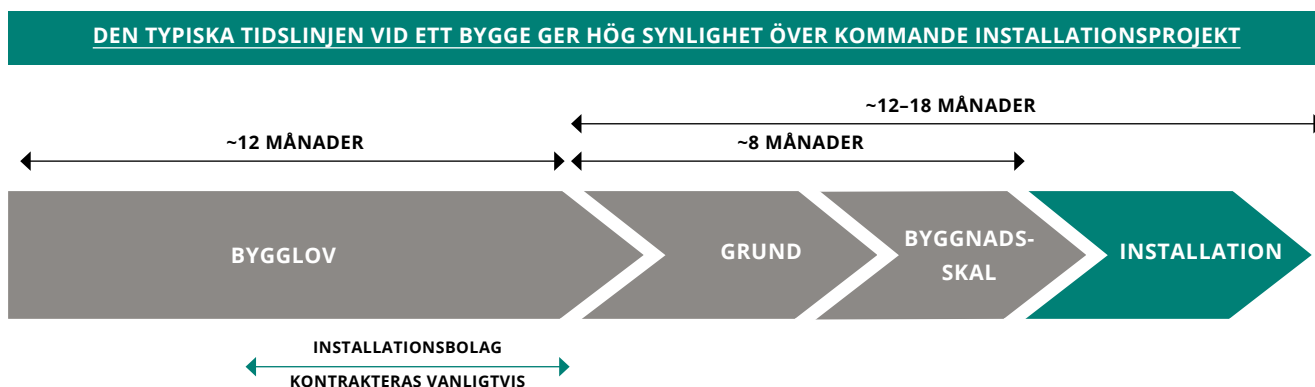 DEN TYPISKA TIDSLINJEN VID ETT BYGGE GER HÖG SYNLIGHET ÖVER KOMMANDE INSTALLATIONSPROJEKT
~12–18 MÅNADER
~12 MÅNADER
~8 MÅNADER
BYGGLOV
GRUND
BYGGNADS-
SKAL
INSTALLATION
INSTALLATIONSBOLAG
KONTRAKTERAS VANLIGTVIS